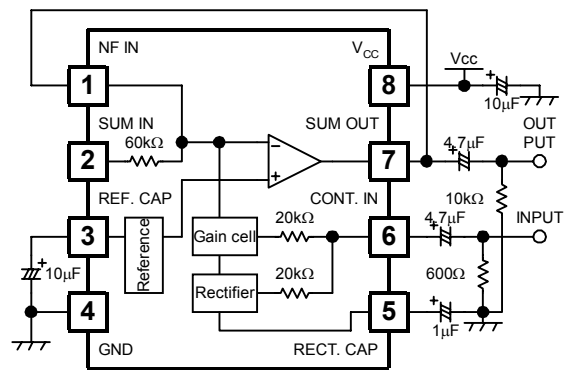 NF IN
VCC
Vcc
1
8
+
10μF
SUM IN
SUM OUT
60kΩ
4.7μF
OUT
PUT
2
−
7
+
+
REF. CAP
CONT. IN
10kΩ
3
Reference
20kΩ
4.7μF
INPUT
Gain cell
6
+
+
10μF
20kΩ
600Ω
Rectifier
4
5
+
1μF
GND
RECT. CAP